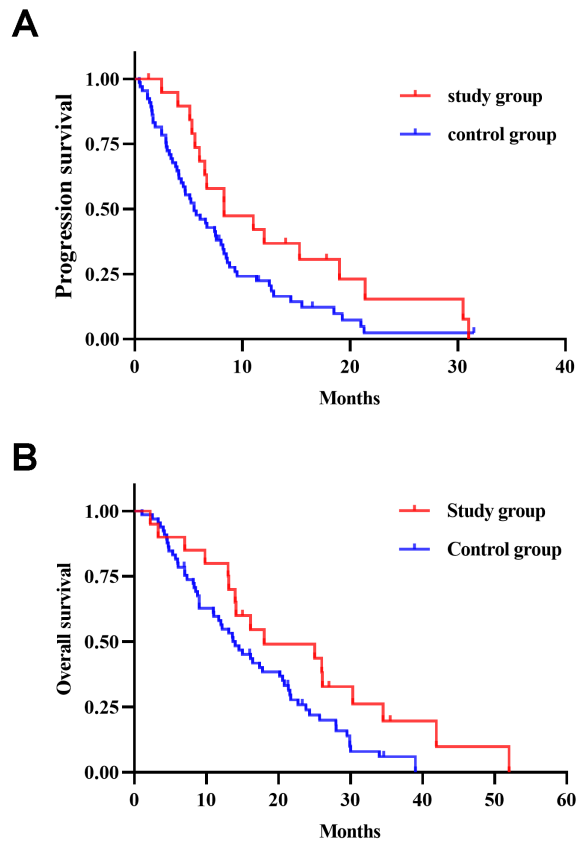 A
Progression survival
1.00
0.75
0.50
0.25
0.00
study group
control group
0 10 20 30 40
Months
B
Overall survival
1.00
0.75
0.50
0.25
0.00
Study group
Control group
0 10 20 30 40 50 60
Months